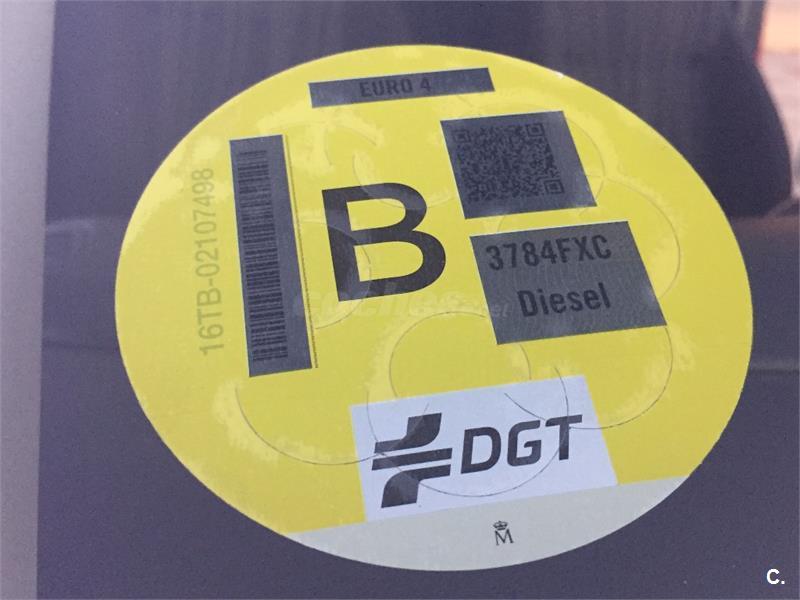 EURO 4
16TB-02107498
B
3784FXC
Diesel
DGT
M
C.